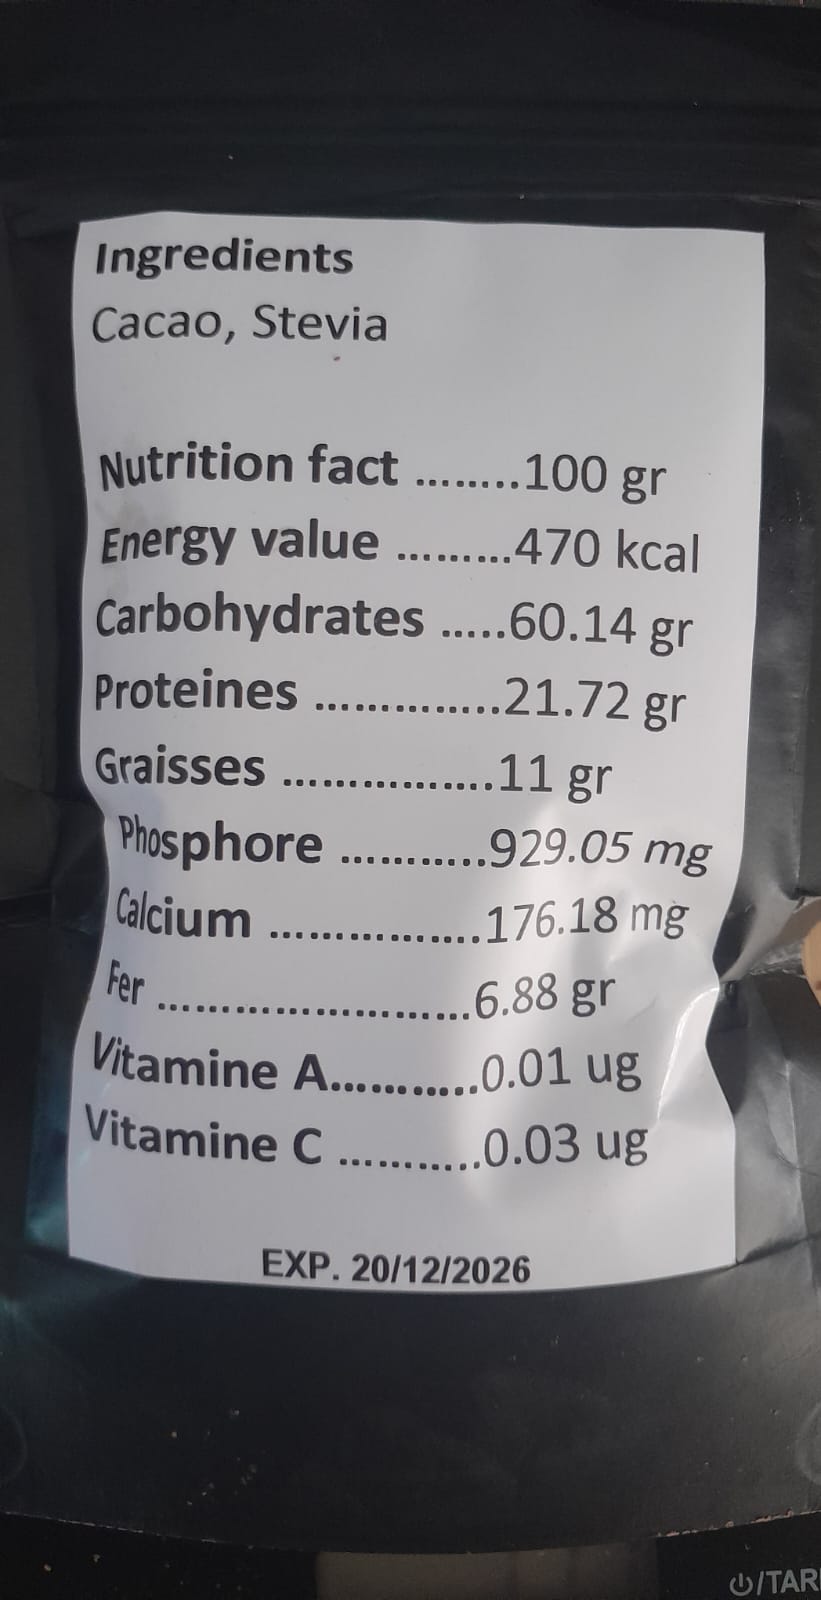 Ingredients
Cacao, Stevia
Nutrition fact ........100 gr
Energy value .........470 kcal
Carbohydrates .....60.14 gr
Proteines ..............21.72 gr
Graisses ................11 gr
Phosphore ...........929.05 mg
Calcium ................176.18 mg
Fer ........................6.88 gr
Vitamine A...........0.01 ug
Vitamine C ...........0.03 ug
EXP. 20/12/2026
/TAR